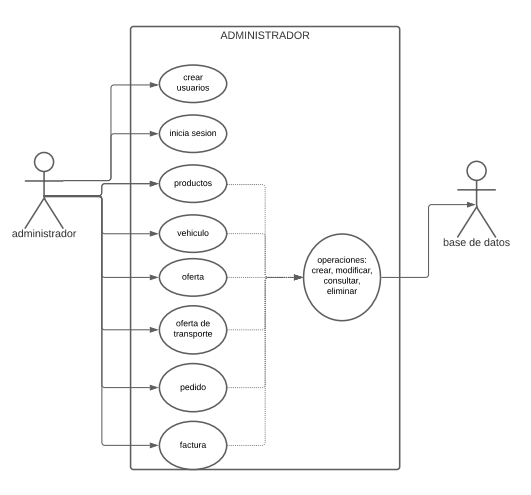 ADMINISTRADOR
crear
usuarios
inicia sesion
productos
administrador
vehiculo
base de datos
operaciones:
crear, modificar,
consultar,
eliminar
oferta
oferta de
transporte
pedido
factura